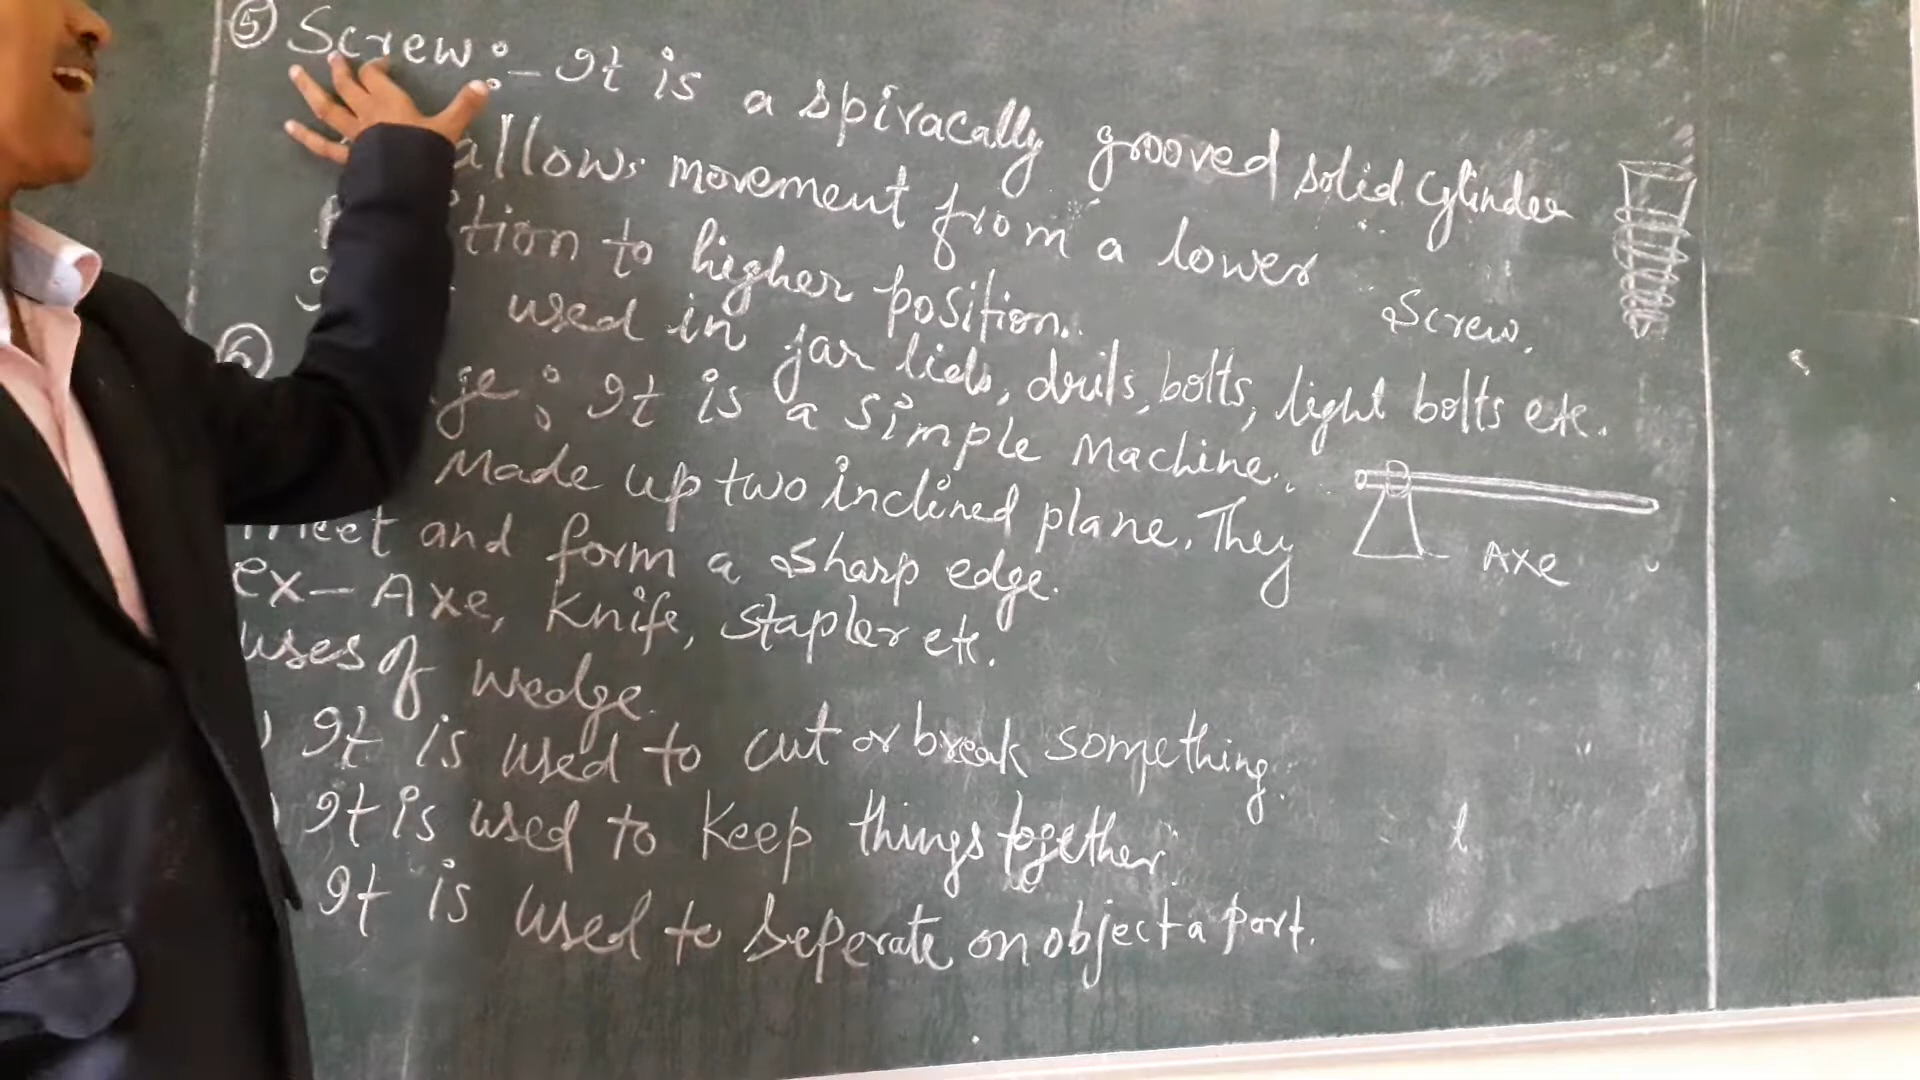 ⑤ Screw:- It is a spiracally grooved solid cylinder
allows movement from a lower
tion to higher position.
Screw.
used in jar lids, drils, bolts, light bolts etc.
⑥ ge: It is a simple machine.
Made up two inclined plane. They
AXe
meet and form a sharp edge.
ex- Axe, Knife, stapler etc.
uses of wedge.
) It is used to cut or break something.
) It is used to Keep things together.
It is used to seperate on object a part.